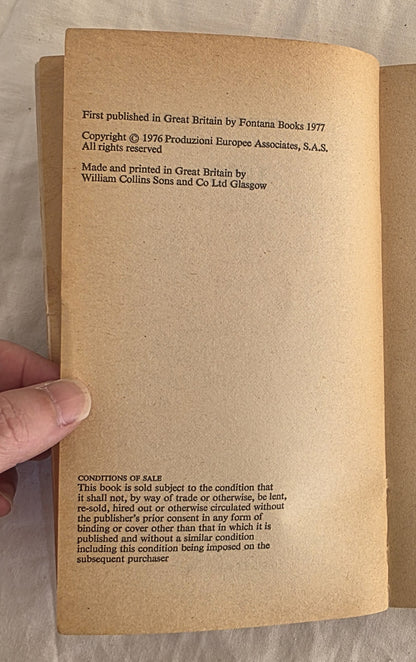 First published in Great Britain by Fontana Books 1977
Copyright © 1976 Produzioni Europee Associates, S.A.S.
All rights reserved
Made and printed in Great Britain by
William Collins Sons and Co Ltd Glasgow
CONDITIONS OF SALE
This book is sold subject to the condition that
it shall not, by way of trade or otherwise, be lent,
re-sold, hired out or otherwise circulated without
the publisher's prior consent in any form of
binding or cover other than that in which it is
published and without a similar condition
including this condition being imposed on the
subsequent purchaser